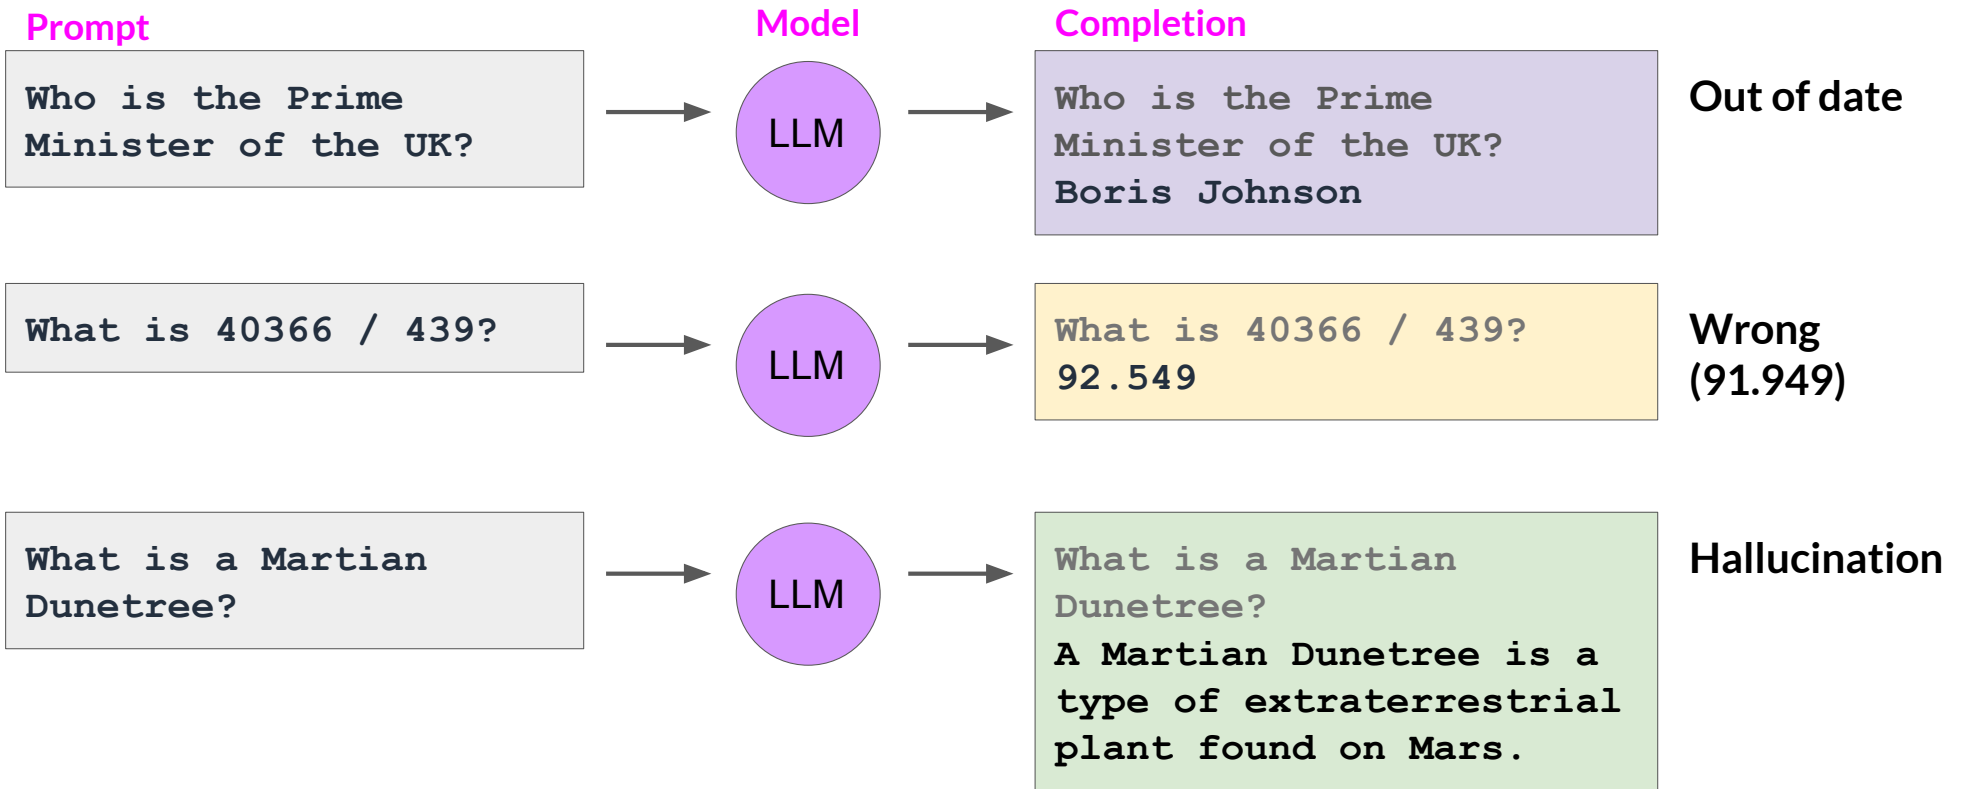 Prompt
Model
Completion
Who is the Prime
Minister of the UK?
LLM
Who is the Prime
Minister of the UK?
Boris Johnson
Out of date
What is 40366 / 439?
LLM
What is 40366 / 439?
92.549
Wrong
(91.949)
What is a Martian
Dunetree?
LLM
What is a Martian
Dunetree?
A Martian Dunetree is a
type of extraterrestrial
plant found on Mars.
Hallucination